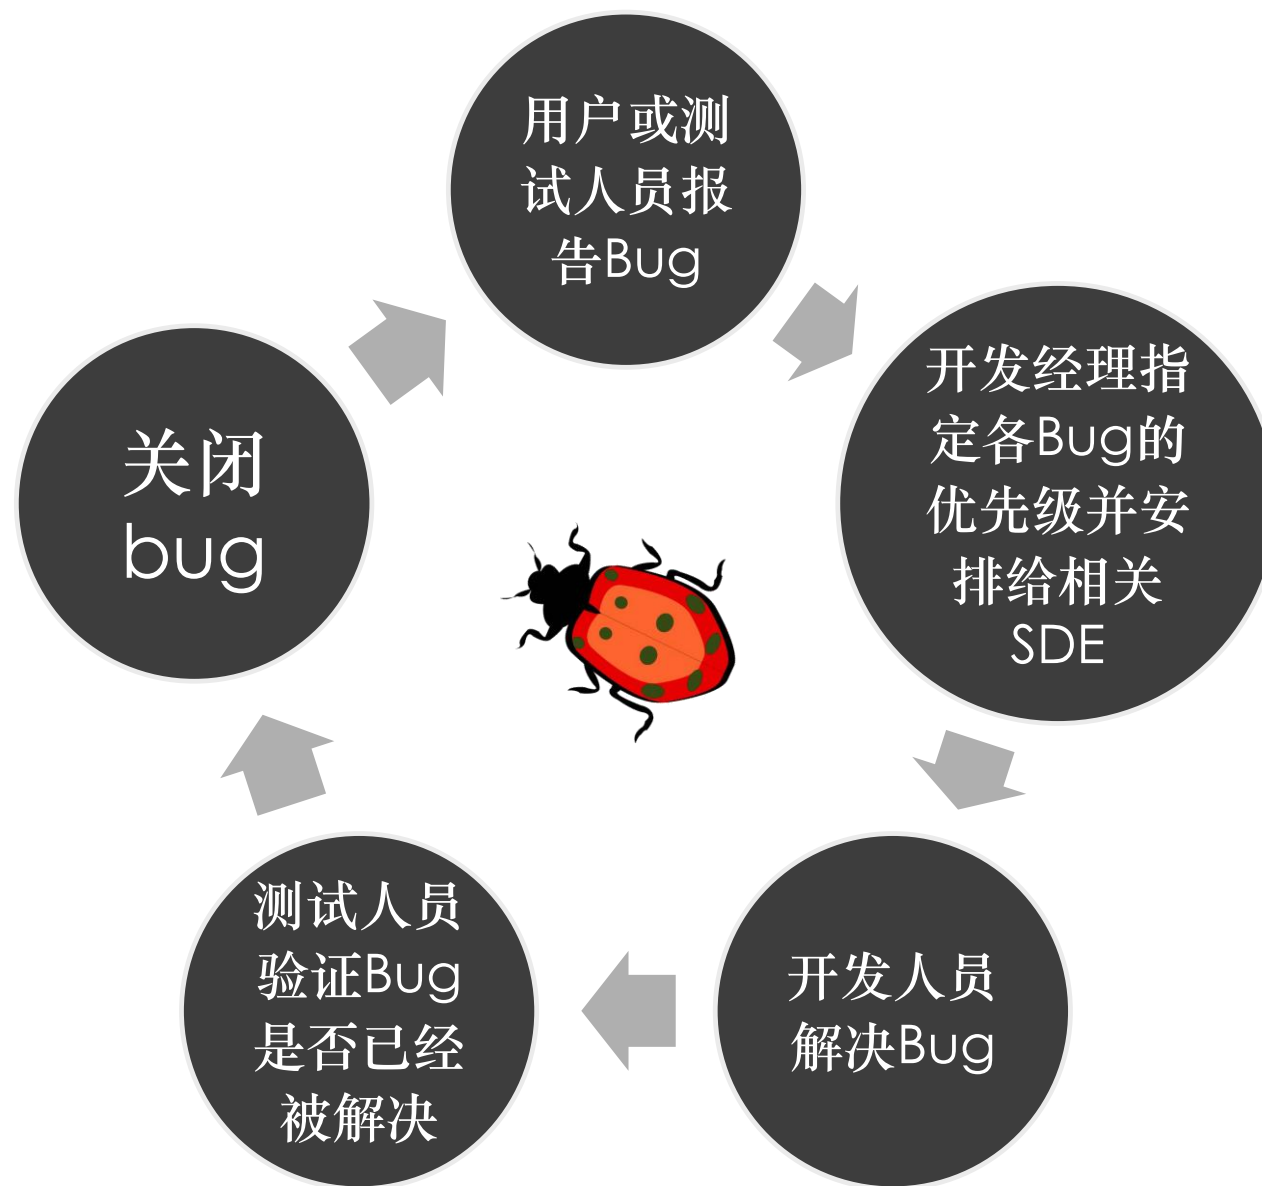 用户或测
试人员报
告Bug
开发经理指
定各Bug的
优先级并安
排给相关
SDE
开发人员
解决Bug
测试人员
验证Bug
是否已经
被解决
关闭
bug